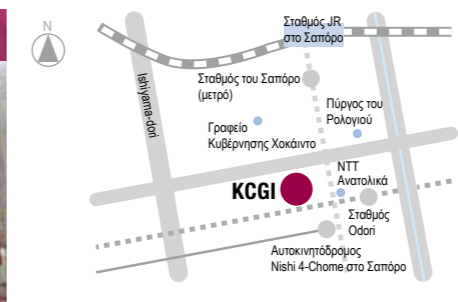 N
Σταθμός JR
στο Σαπόρο
Σταθμός του Σαπόρο
(μετρό)
Ishiyama-dori
Πύργος του
Ρολογιού
Γραφείο
Κυβέρνησης Χοκάιντο
NTT
Ανατολικά
KCGI
Σταθμός
Odori
Αυτοκινητόδρομος
Nishi 4-Chome στο Σαπόρο